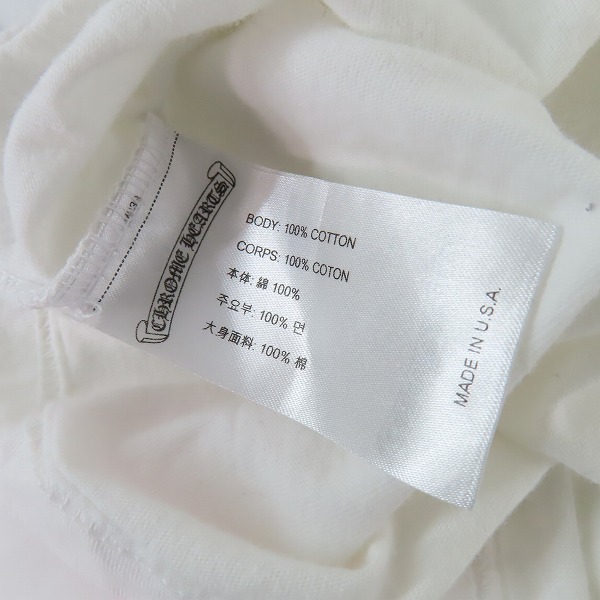 CHROME HEARTS
BODY: 100% COTTON
CORPS: 100% COTON
本体: 綿 100%
주요부: 100% 면
大身面料: 100% 棉
MADE IN U.S.A.